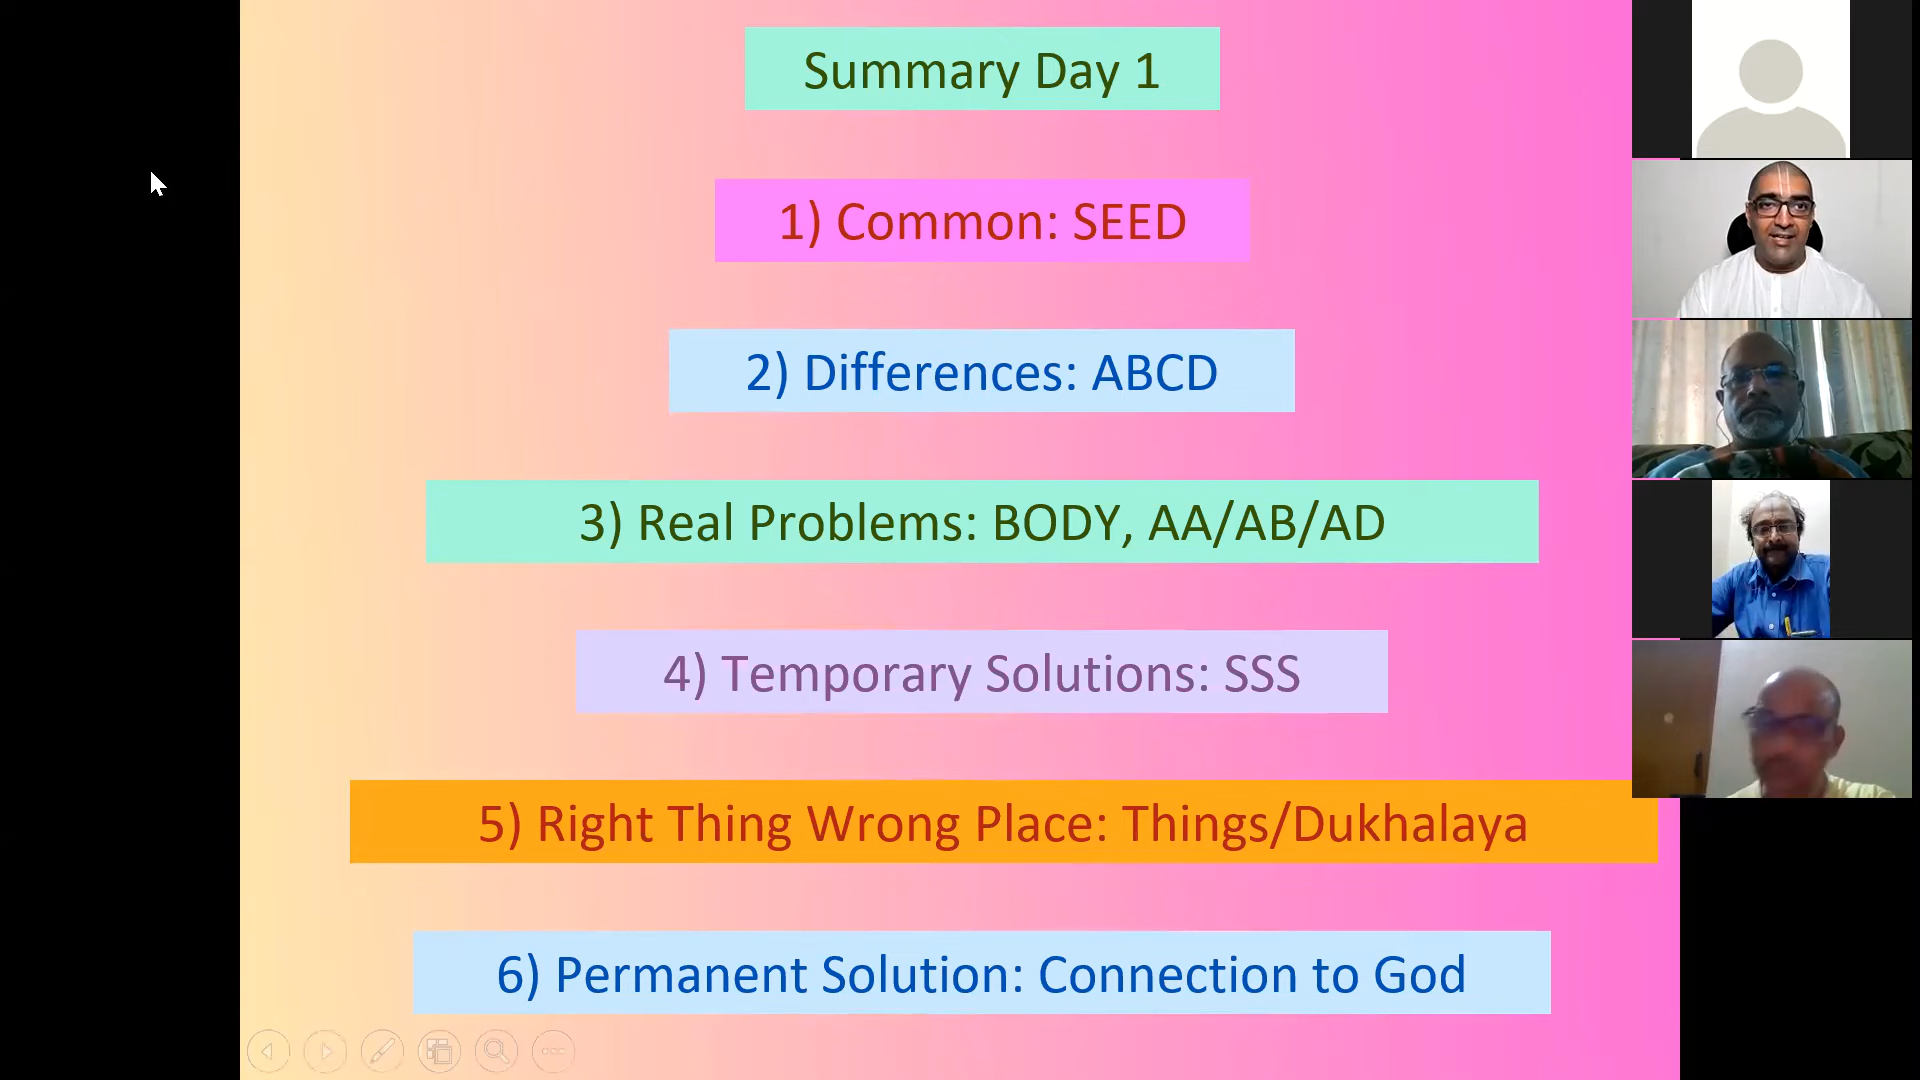 Summary Day 1
1) Common: SEED
2) Differences: ABCD
3) Real Problems: BODY, AA/AB/AD
4) Temporary Solutions: SSS
5) Right Thing Wrong Place: Things/Dukhalaya
6) Permanent Solution: Connection to God